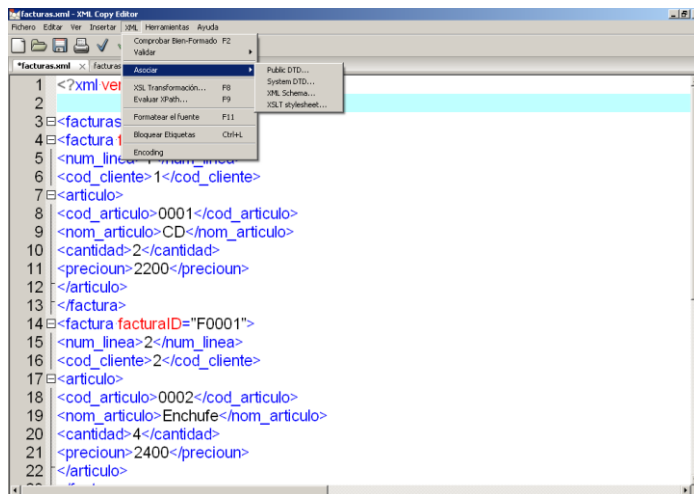 facturas.xml - XML Copy Editor
Fichero Editar Ver Insertar XML Herramientas Ayuda
*facturas.xml facturas
Comprobar Bien-Formado F2
Validar
Asociar
XSL Transformación... F8
Evaluar XPath... F9
Formatear el fuente F11
Bloquear Etiquetas Ctrl+L
Encoding
Public DTD...
System DTD...
XML Schema...
XSLT stylesheet...
1 <?xml ver
2
3 <facturas
4 <factura f
5 <num_linea>1</num_linea>
6 <cod_cliente>1</cod_cliente>
7 <articulo>
8 <cod_articulo>0001</cod_articulo>
9 <nom_articulo>CD</nom_articulo>
10 <cantidad>2</cantidad>
11 <precioun>2200</precioun>
12 </articulo>
13 </factura>
14 <factura facturaID="F0001">
15 <num_linea>2</num_linea>
16 <cod_cliente>2</cod_cliente>
17 <articulo>
18 <cod_articulo>0002</cod_articulo>
19 <nom_articulo>Enchufe</nom_articulo>
20 <cantidad>4</cantidad>
21 <precioun>2400</precioun>
22 </articulo>